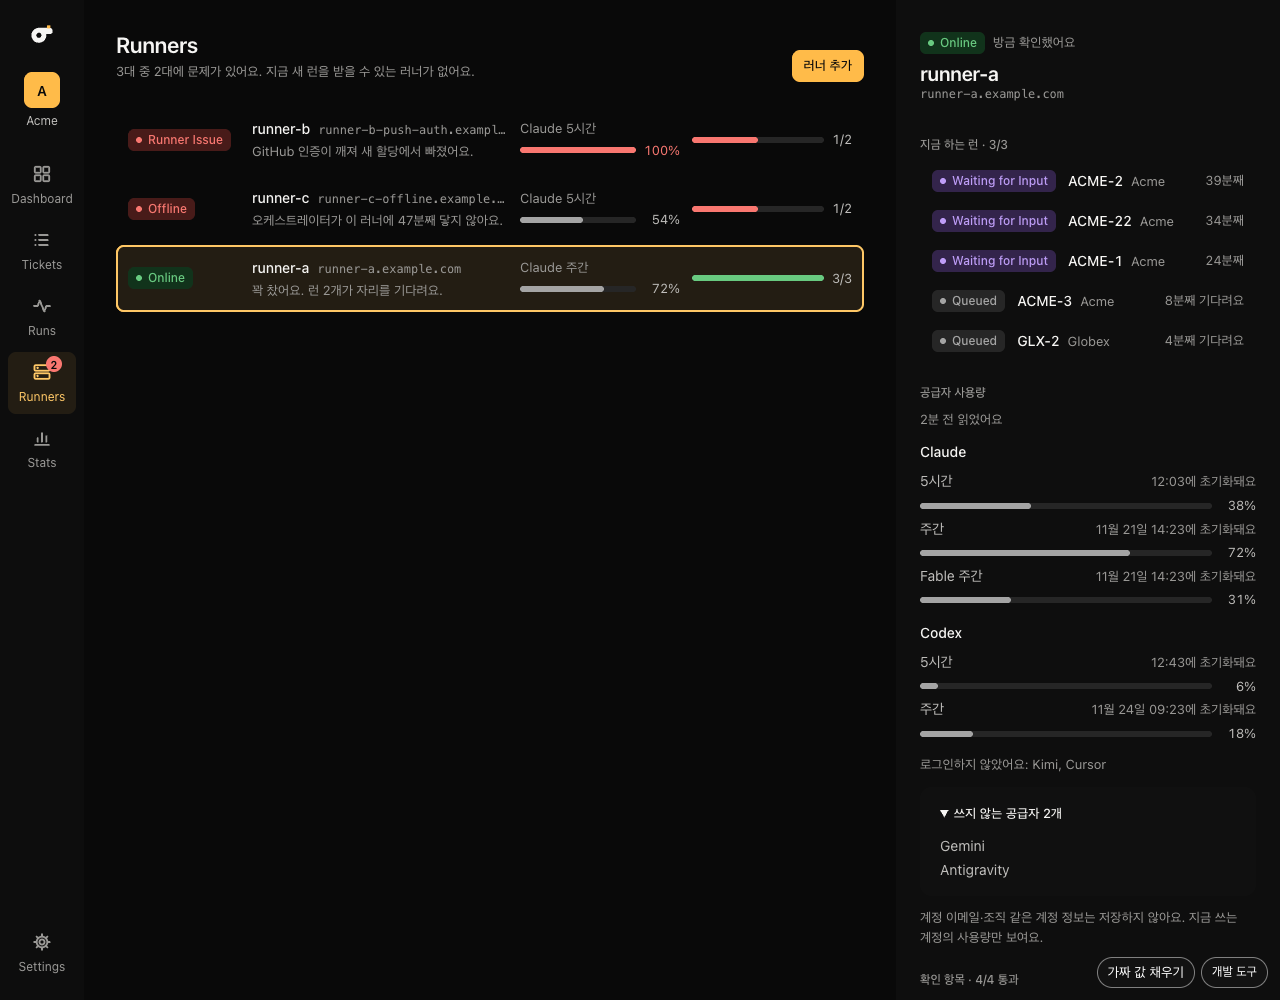 A
Acme
Dashboard
Tickets
Runs
2
Runners
Stats
Settings
Runners
3대 중 2대에 문제가 있어요. 지금 새 런을 받을 수 있는 러너가 없어요.
러너 추가
Runner Issue
runner-b runner-b-push-auth.exampl…
GitHub 인증이 깨져 새 할당에서 빠졌어요.
Claude 5시간
100%
1/2
Offline
runner-c runner-c-offline.example.…
오케스트레이터가 이 러너에 47분째 닿지 않아요.
Claude 5시간
54%
1/2
Online
runner-a runner-a.example.com
꽉 찼어요. 런 2개가 자리를 기다려요.
Claude 주간
72%
3/3
Online 방금 확인했어요
runner-a
runner-a.example.com
지금 하는 런 · 3/3
Waiting for Input ACME-2 Acme 39분째
Waiting for Input ACME-22 Acme 34분째
Waiting for Input ACME-1 Acme 24분째
Queued ACME-3 Acme 8분째 기다려요
Queued GLX-2 Globex 4분째 기다려요
공급자 사용량
2분 전 읽었어요
Claude
5시간 12:03에 초기화돼요
38%
주간 11월 21일 14:23에 초기화돼요
72%
Fable 주간 11월 21일 14:23에 초기화돼요
31%
Codex
5시간 12:43에 초기화돼요
6%
주간 11월 24일 09:23에 초기화돼요
18%
로그인하지 않았어요: Kimi, Cursor
▼ 쓰지 않는 공급자 2개
Gemini
Antigravity
계정 이메일·조직 같은 계정 정보는 저장하지 않아요. 지금 쓰는
계정의 사용량만 보여요.
확인 항목 · 4/4 통과
가짜 값 채우기
개발 도구